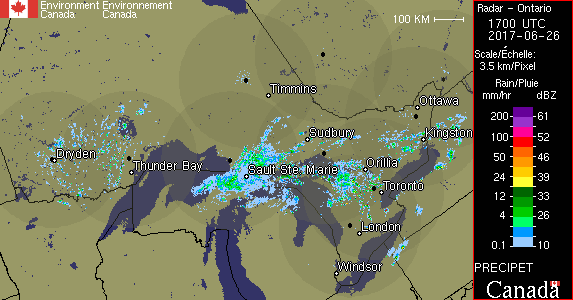 Environment Environnement
Canada Canada
100 KM
Timmins
Ottawa
Sudbury
Kingston
Dryden
Thunder Bay
Sault Ste. Marie
Orillia
Toronto
London
Windsor
Radar - Ontario
1700 UTC
2017-06-26
Scale/Échelle:
3.5 km/Pixel
Rain/Pluie
mm/hr dBZ
200 61
100 52
50 46
24 39
12 33
4 26
0.1 10
PRECIPET
Canada